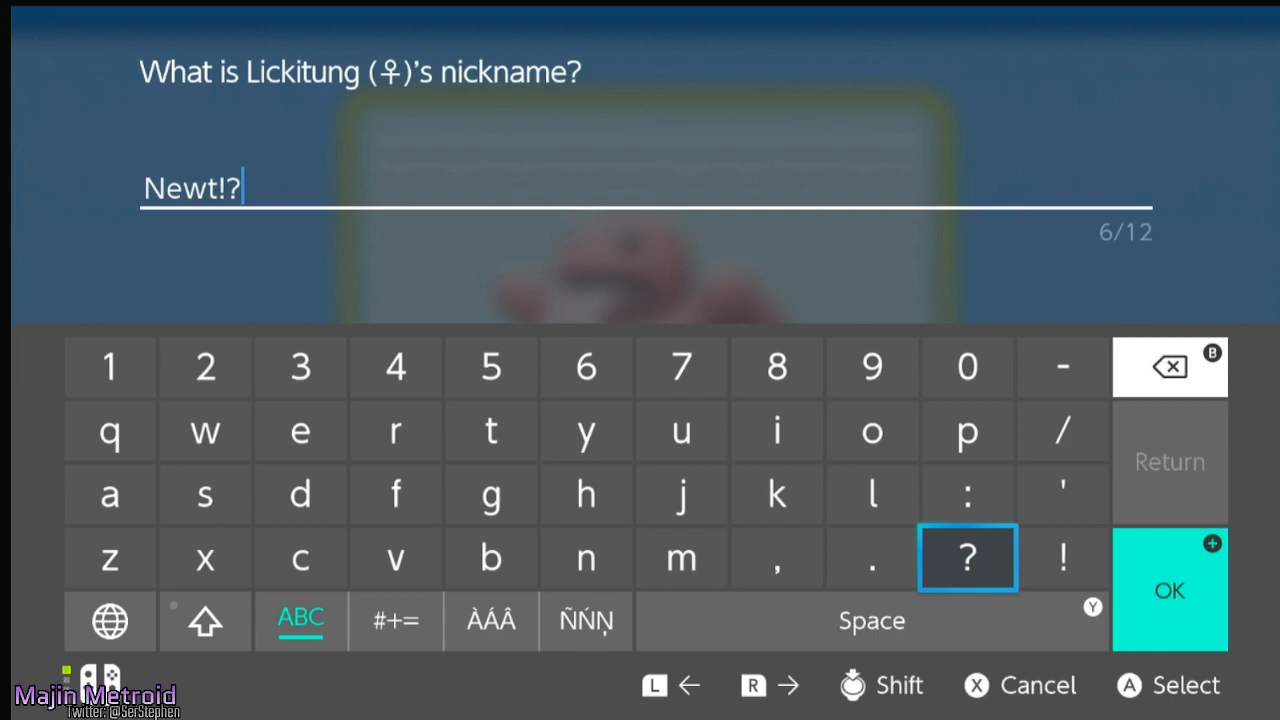 What is Lickitung (♀)'s nickname?
Newt!?
6/12
1 2 3 4 5 6 7 8 9 0 - B
q w e r t y u i o p / Return
a s d f g h j k l : '
z x c v b n m , . ? ! + OK
ABC #+= ÀÁÂ ÑŃŅ Space Y
L ← R → Shift X Cancel A Select
Majin Metroid
Twitter: @SerStephen